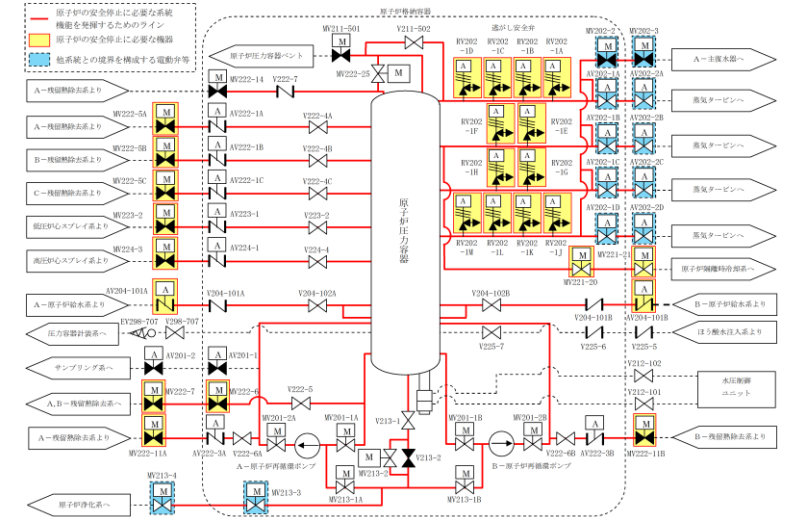 原子炉の安全停止に必要な系統
機能を発揮するためのライン
原子炉の安全停止に必要な機器
他系統との境界を構成する電動弁等
原子炉格納容器
MV211-501
V211-502
逃がし安全弁
RV202-1D
RV202-1C
RV202-1B
RV202-1A
MV202-2
MV202-3
原子炉圧力容器ベント
A-主復水器へ
MV222-25
M
MV222-14
V222-7
A-残留熱除去系より
AV202-1A
AV202-2A
蒸気タービンへ
MV222-5A
AV222-1A
V222-4A
A-残留熱除去系より
RV202-1F
RV202-1E
AV202-1B
AV202-2B
蒸気タービンへ
MV222-5B
AV222-1B
V222-4B
B-残留熱除去系より
RV202-1H
RV202-1G
AV202-1C
AV202-2C
蒸気タービンへ
MV222-5C
AV222-1C
V222-4C
C-残留熱除去系より
原子炉圧力容器
AV202-1D
AV202-2D
MV223-2
AV223-1
V223-2
低圧炉心スプレイ系より
蒸気タービンへ
RV202-1M
RV202-1L
RV202-1K
RV202-1J
MV224-3
AV224-1
V224-4
高圧炉心スプレイ系より
MV221-21
MV221-20
原子炉隔離時冷却系へ
AV204-101A
V204-101A
V204-102A
A-原子炉給水系より
V204-102B
V204-101B
AV204-101B
B-原子炉給水系より
EV298-707
V298-707
圧力容器計装系へ
V225-7
V225-6
V225-5
ほう酸水注入系より
AV201-2
AV201-1
サンプリング系へ
V212-102
水圧制御
ユニット
MV222-7
MV222-6
V222-5
A,B-残留熱除去系へ
V212-101
MV201-2A
MV201-1A
V213-1
MV201-1B
MV201-2B
A-残留熱除去系より
MV222-11A
AV222-3A
V222-6A
A-原子炉再循環ポンプ
MV213-2
V213-2
B-原子炉再循環ポンプ
V222-6B
AV222-3B
MV222-11B
B-残留熱除去系より
MV213-4
MV213-3
MV213-1A
MV213-1B
原子炉浄化系へ